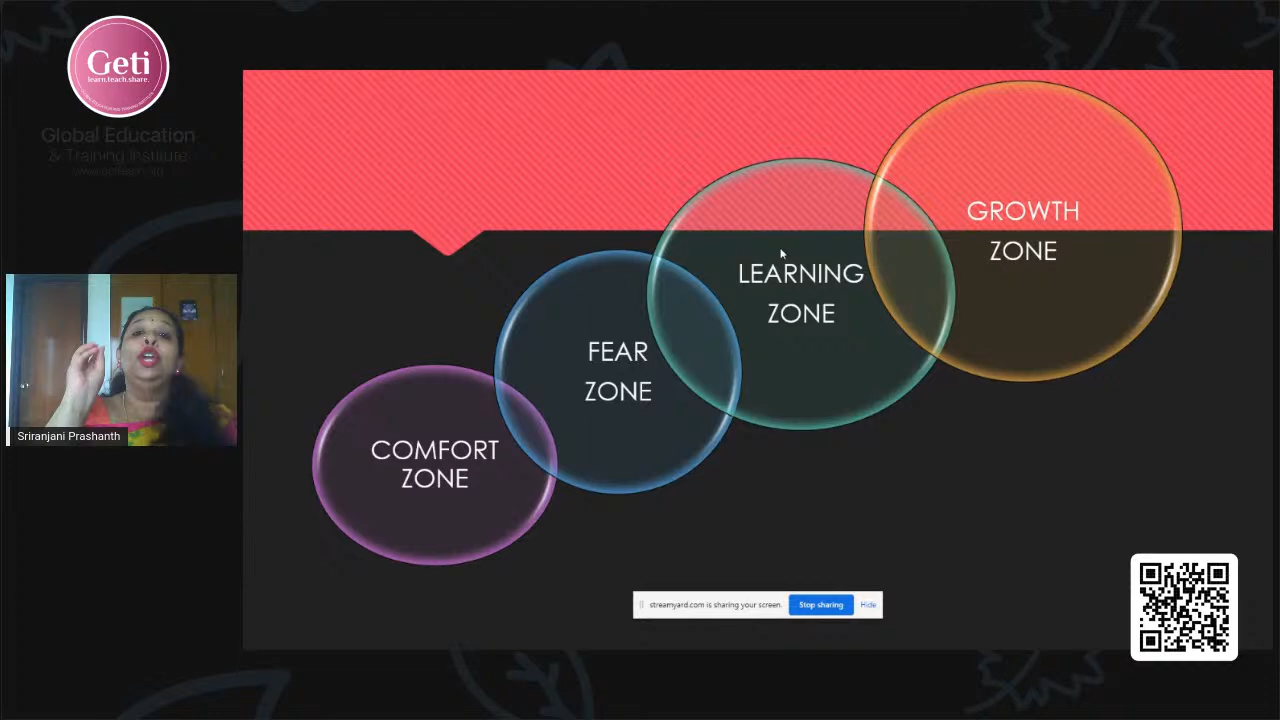 Geti
learn.teach.share.
Global Education
& Training Institute
GROWTH
ZONE
LEARNING
ZONE
FEAR
ZONE
COMFORT
ZONE
Sriranjani Prashanth
streamyard.com is sharing your screen.
Stop sharing
Hide